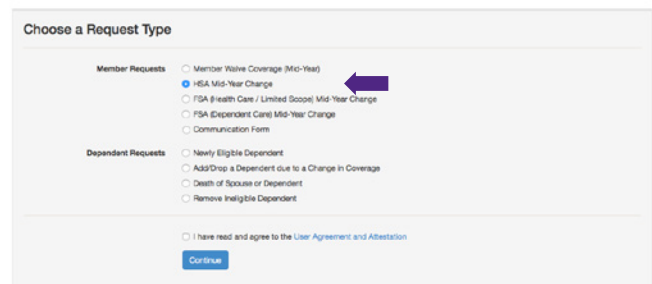 Choose a Request Type
Member Requests
Member Waive Coverage (Mid-Year)
HSA Mid-Year Change
FSA (Health Care / Limited Scope) Mid-Year Change
FSA (Dependent Care) Mid-Year Change
Communication Form
Dependent Requests
Newly Eligible Dependent
Add/Drop a Dependent due to a Change in Coverage
Death of Spouse or Dependent
Remove Ineligible Dependent
I have read and agree to the User Agreement and Attestation
Continue